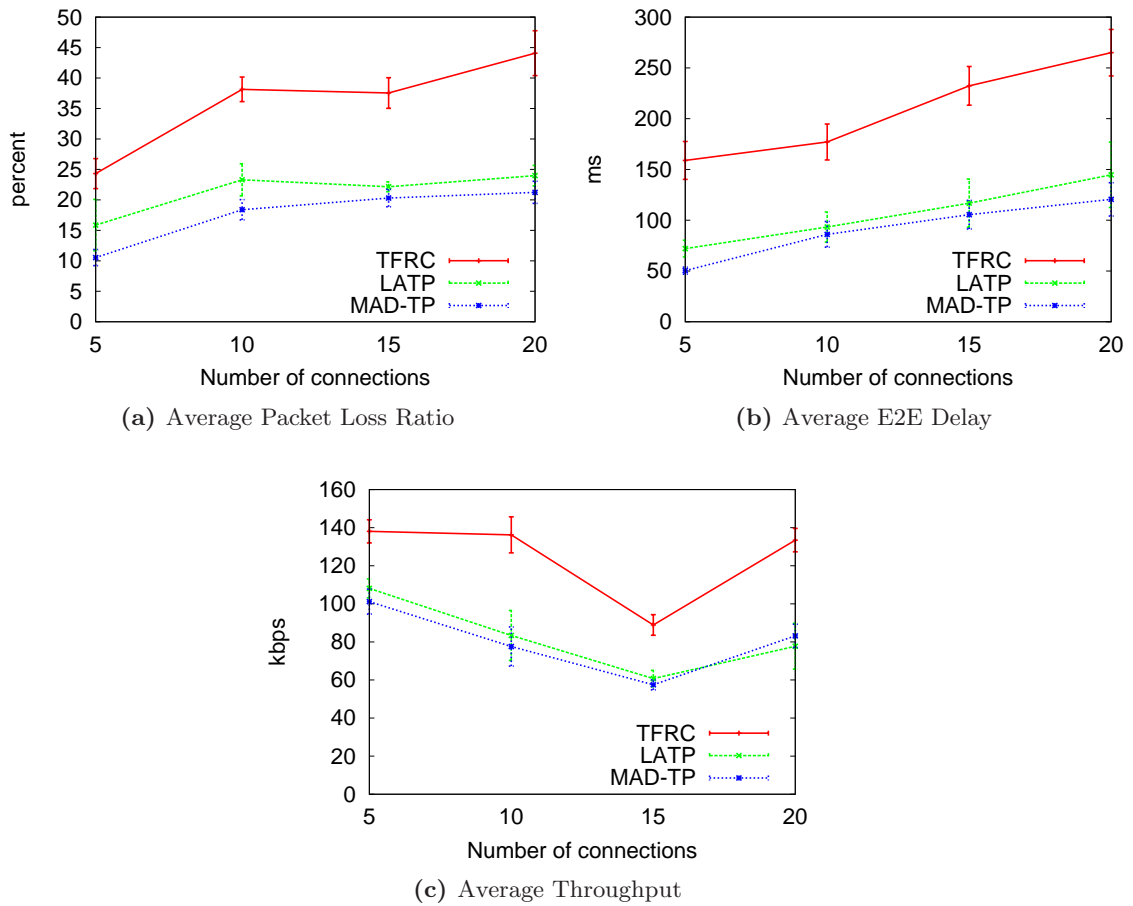 50
45
40
35
30
25
20
15
10
5
0
percent
5 10 15 20
Number of connections
TFRC
LATP
MAD-TP
(a) Average Packet Loss Ratio
300
250
200
150
100
50
0
ms
5 10 15 20
Number of connections
TFRC
LATP
MAD-TP
(b) Average E2E Delay
160
140
120
100
80
60
40
20
0
kbps
5 10 15 20
Number of connections
TFRC
LATP
MAD-TP
(c) Average Throughput